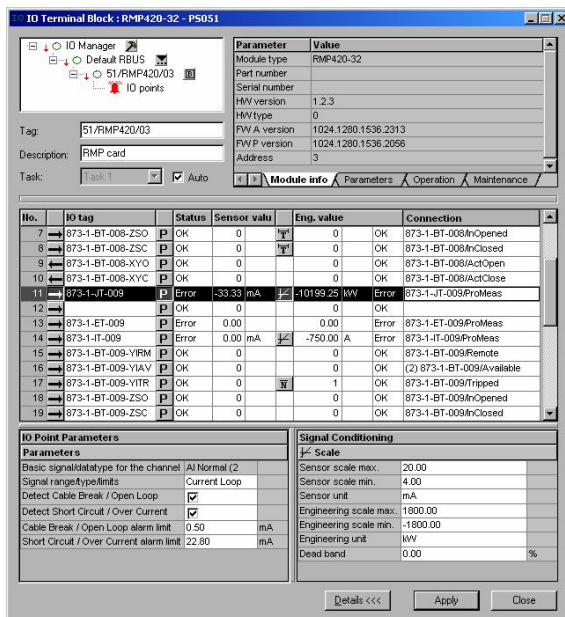 IO Terminal Block : RMP420-32 - PS051
IO Manager
Default RBUS
51/RMP420/03
IO points
Tag: 51/RMP420/03
Description: RMP card
Task: Task 1 Auto
Parameter Value
Module type RMP420-32
Part number
Serial number
HW version 1.2.3
HW type 0
FW A version 1024.1280.1536.2313
FW P version 1024.1280.1536.2056
Address 3
Module info Parameters Operation Maintenance
No. IO tag Status Sensor valu Eng. value Connection
7 873-1-BT-008-ZSO P OK 0 T 0 OK 873-1-BT-008/InOpened
8 873-1-BT-008-ZSC P OK 0 T 0 OK 873-1-BT-008/InClosed
9 873-1-BT-008-XYO P OK 0 0 OK 873-1-BT-008/ActOpen
10 873-1-BT-008-XYC P OK 0 0 OK 873-1-BT-008/ActClose
11 873-1-JT-009 P Error -33.33 mA -10199.25 kW Error 873-1-JT-009/ProMeas
12 P OK 0 0 OK
13 873-1-ET-009 P Error 0.00 0.00 Error 873-1-ET-009/ProMeas
14 873-1-IT-009 P Error 0.00 mA -750.00 A Error 873-1-IT-009/ProMeas
15 873-1-BT-009-YIRM P OK 0 0 OK 873-1-BT-009/Remote
16 873-1-BT-009-YIAV P OK 0 0 OK (2) 873-1-BT-009/Available
17 873-1-BT-009-YITR P OK 0 N 1 OK 873-1-BT-009/Tripped
18 873-1-BT-009-ZSO P OK 0 0 OK 873-1-BT-009/InOpened
19 873-1-BT-009-ZSC P OK 0 0 OK 873-1-BT-009/InClosed
IO Point Parameters
Parameters
Basic signal/datatype for the channel AI Normal (2
Signal range/type/limits Current Loop
Detect Cable Break / Open Loop
Detect Short Circuit / Over Current
Cable Break / Open Loop alarm limit 0.50 mA
Short Circuit / Over Current alarm limit 22.80 mA
Signal Conditioning
Scale
Sensor scale max. 20.00
Sensor scale min. 4.00
Sensor unit mA
Engineering scale max. 1800.00
Engineering scale min. -1800.00
Engineering unit kW
Dead band 0.00 %
Details <<< Apply Close